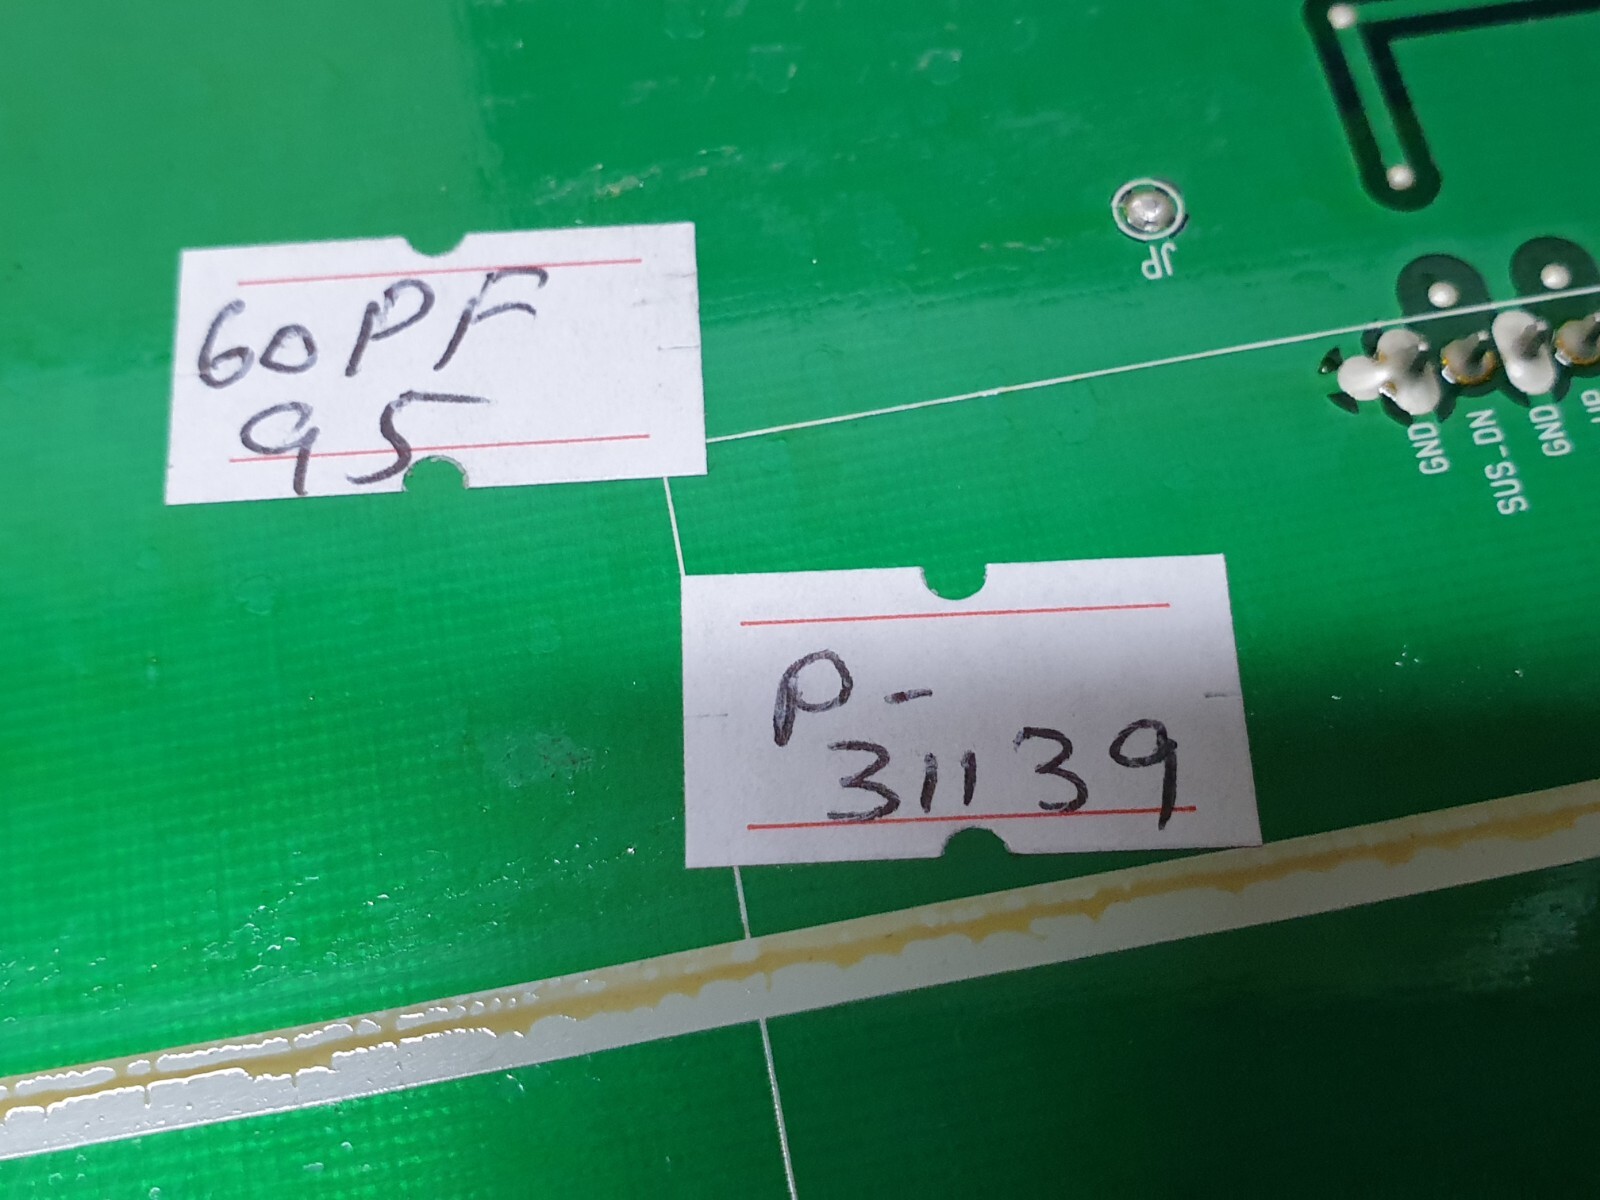 60PF
95
P-
31139
JP
GND
SUS-DN
GND